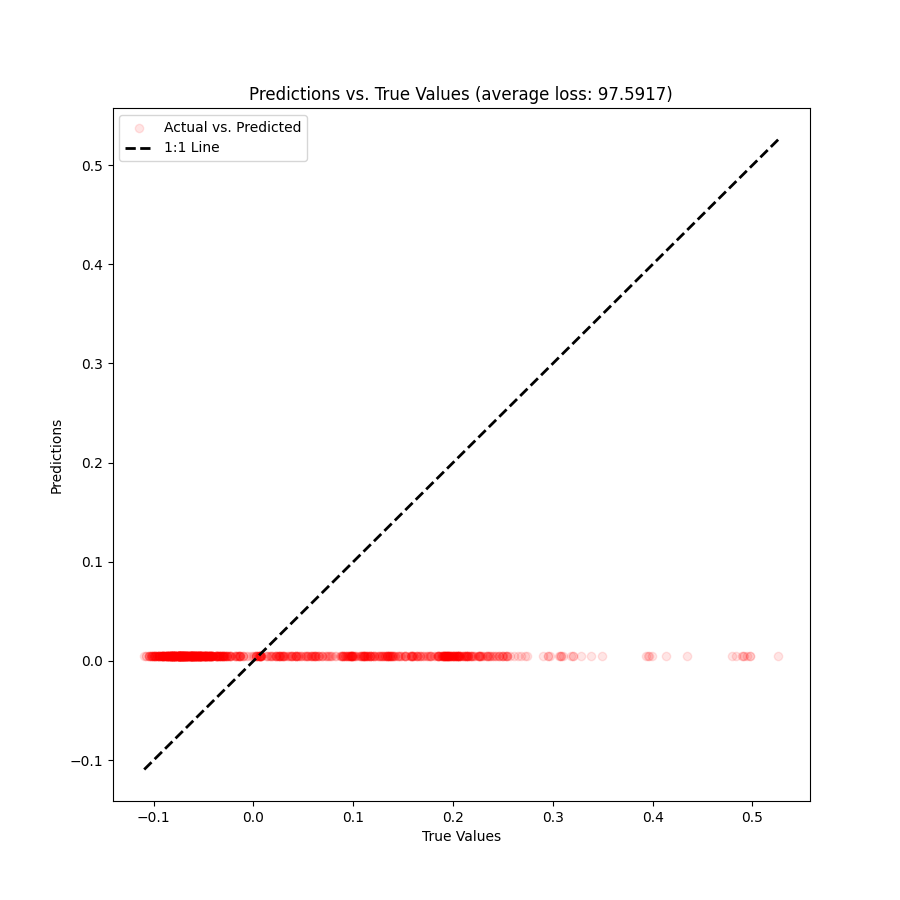 Predictions vs. True Values (average loss: 97.5917)
Actual vs. Predicted
1:1 Line
0.5
0.4
0.3
0.2
0.1
0.0
−0.1
Predictions
−0.1 0.0 0.1 0.2 0.3 0.4 0.5
True Values